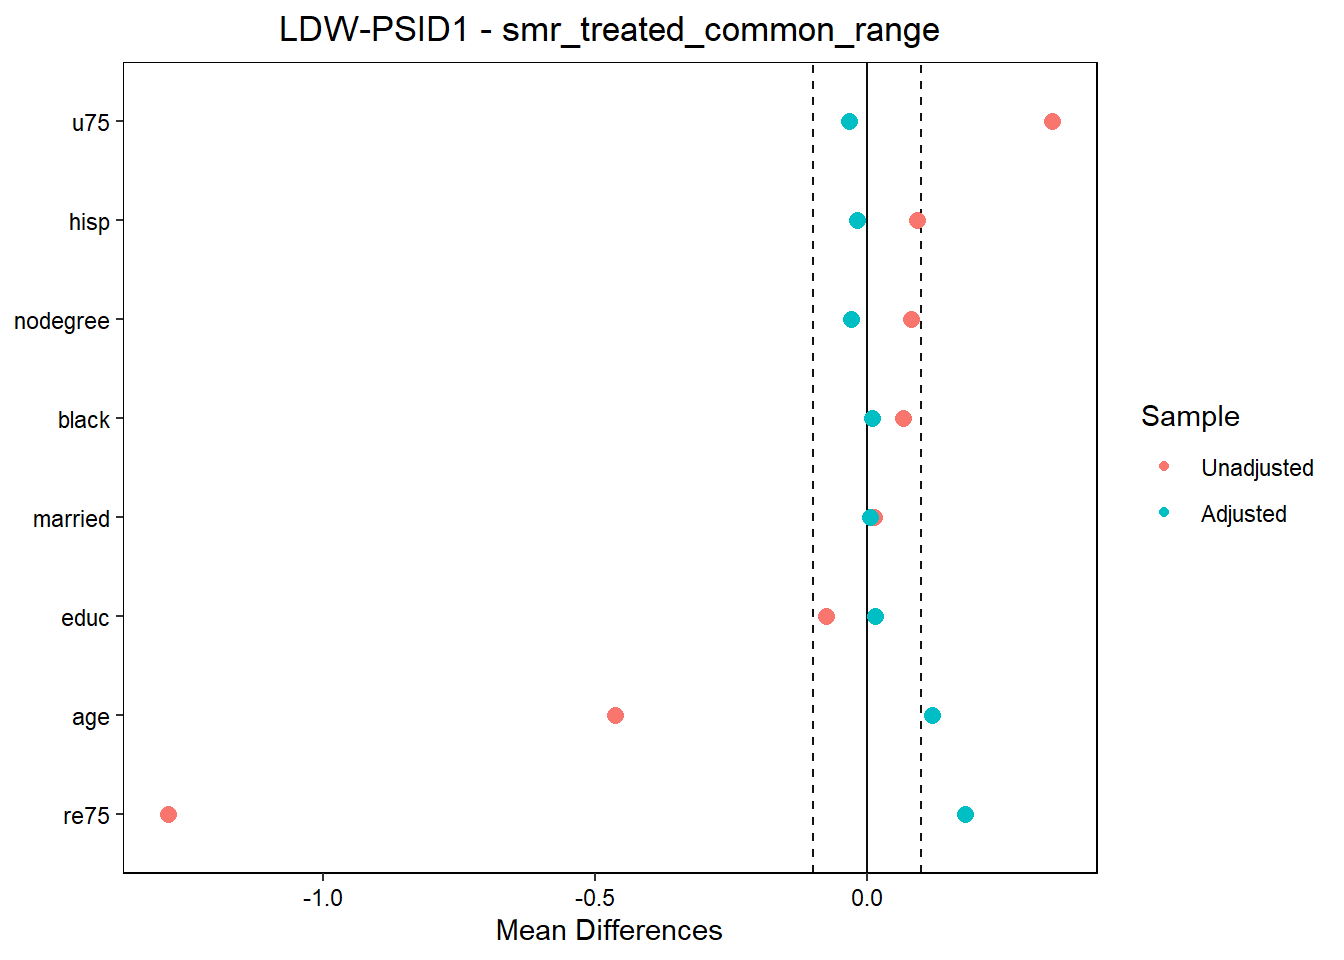 LDW-PSID1 - smr_treated_common_range
u75
hisp
nodegree
black
married
educ
age
re75
-1.0
-0.5
0.0
Mean Differences
Sample
Unadjusted
Adjusted